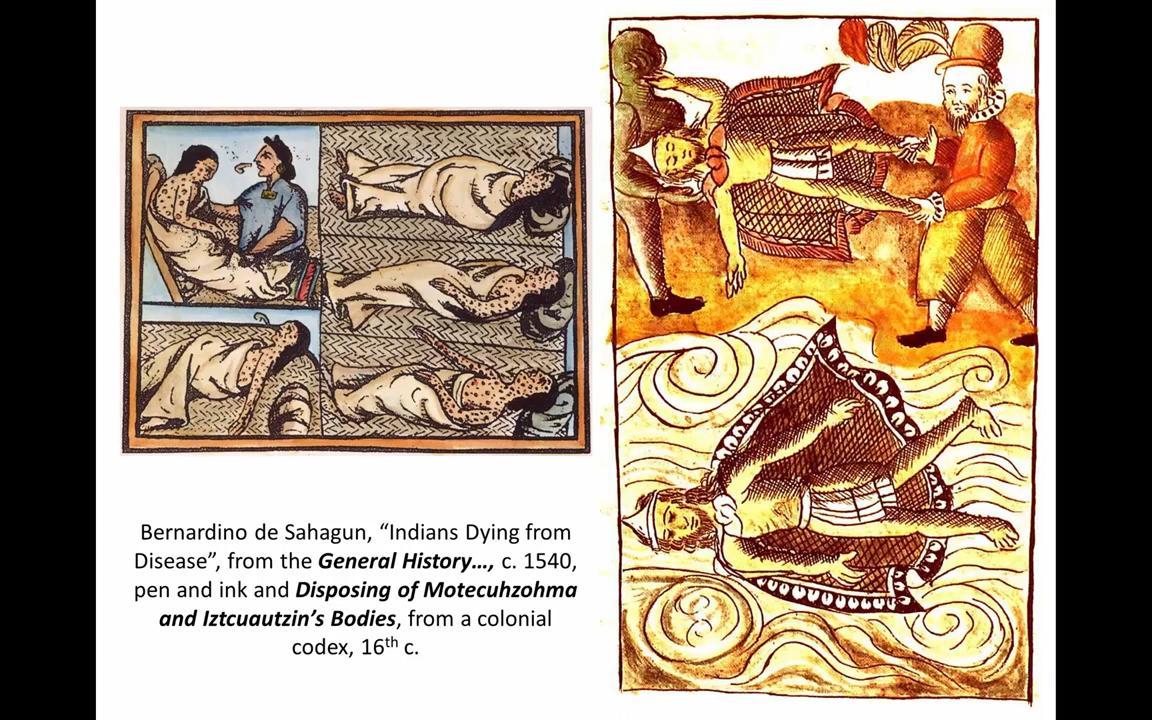 Bernardino de Sahagun, “Indians Dying from
Disease”, from the General History…, c. 1540,
pen and ink and Disposing of Motecuhzohma
and Iztcuautzin’s Bodies, from a colonial
codex, 16th c.